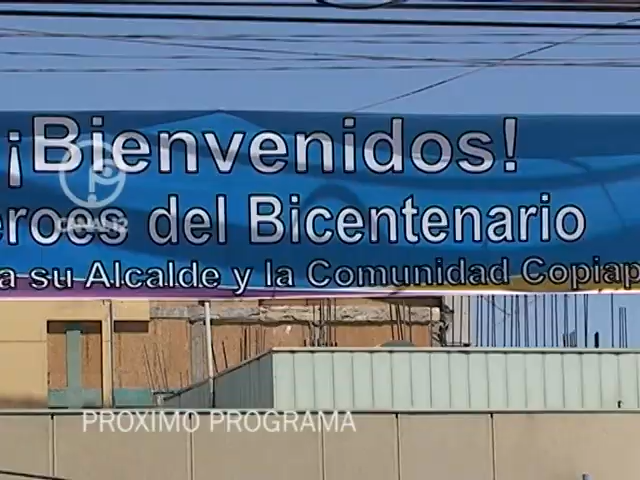 ¡Bienvenidos!
eroes del Bicentenario
a su Alcalde y la Comunidad Copiap
PROXIMO PROGRAMA